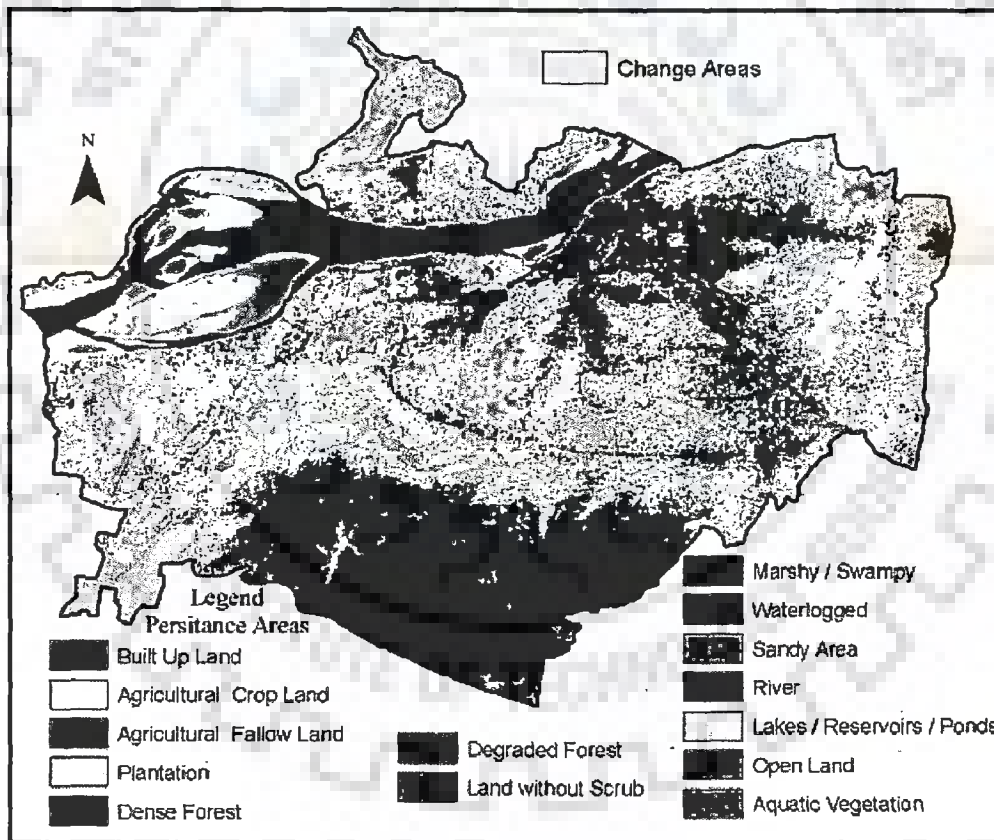 Change Areas
N
Legend
Persitance Areas
Built Up Land
Agricultural Crop Land
Agricultural Fallow Land
Plantation
Dense Forest
Degraded Forest
Land without Scrub
Marshy / Swampy
Waterlogged
Sandy Area
River
Lakes / Reservoirs / Ponds
Open Land
Aquatic Vegetation